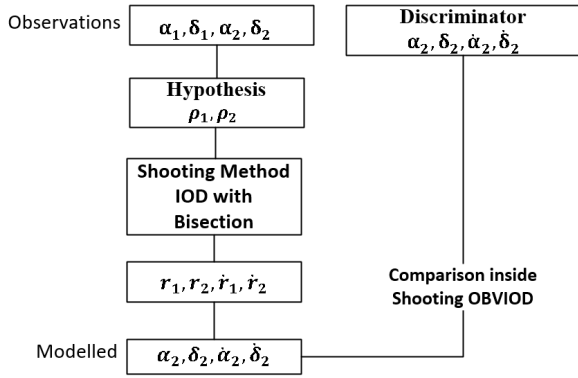 Observations
α₁, δ₁, α₂, δ₂
Discriminator
α₂, δ₂, α̇₂, δ̇₂
Hypothesis
ρ₁, ρ₂
Shooting Method
IOD with
Bisection
r₁, r₂, ṙ₁, ṙ₂
Comparison inside
Shooting OBVIOD
Modelled
α₂, δ₂, α̇₂, δ̇₂